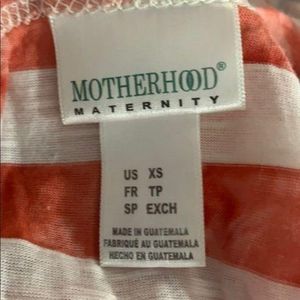 MOTHERHOOD®
MATERNITY
US XS
FR TP
SP EXCH
MADE IN GUATEMALA
FABRIQUÉ AU GUATEMALA
HECHO EN GUATEMALA